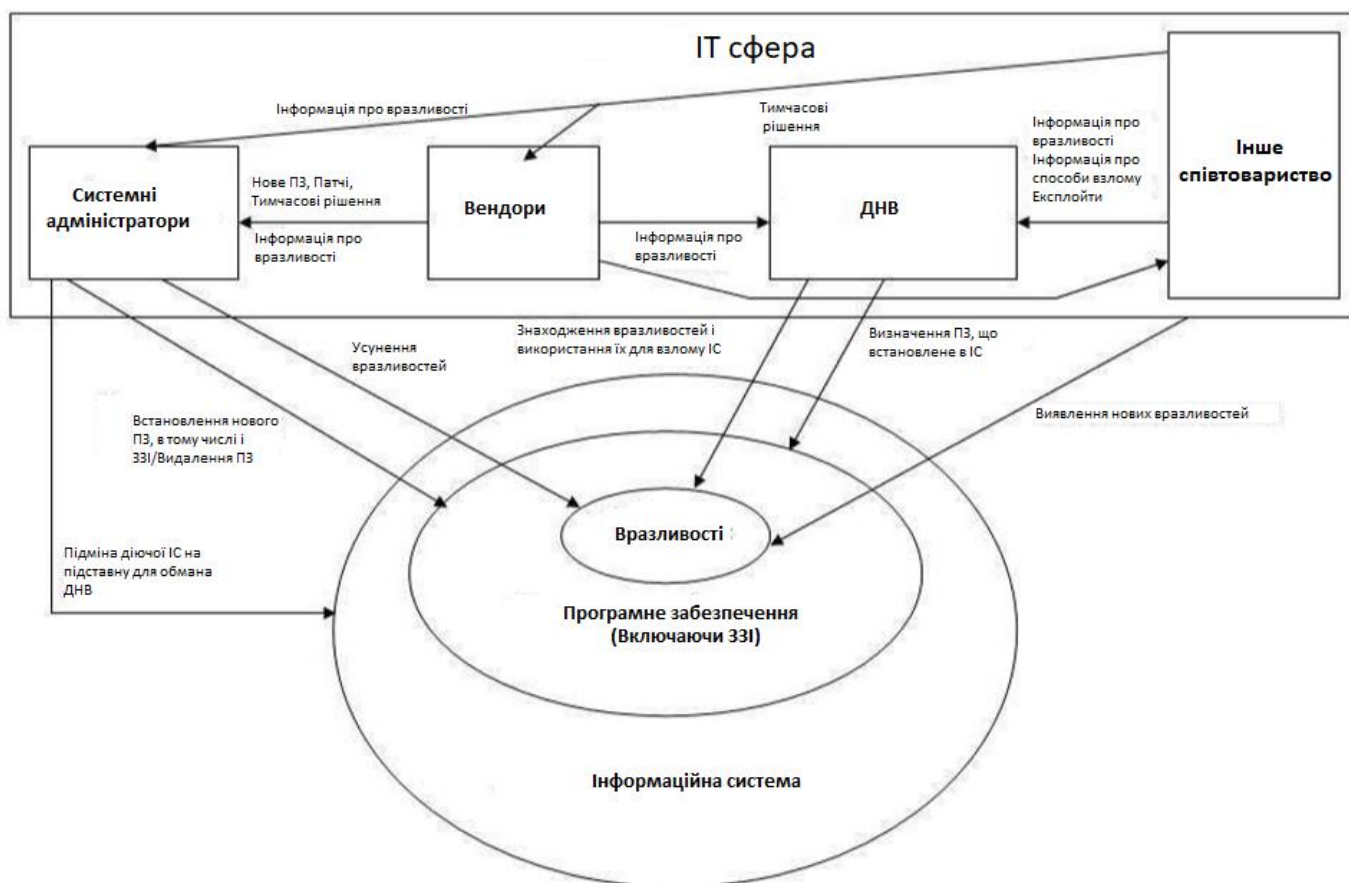 ІТ сфера
Інформація про вразливості
Тимчасові
рішення
Інформація про
вразливості
Інформація про
способи взлому
Експлойти
Інше
співтовариство
Системні
адміністратори
Нове ПЗ, Патчі,
Тимчасові рішення
Інформація про
вразливості
Вендори
Інформація про
вразливості
ДНВ
Усунення
вразливостей
Знаходження вразливостей і
використання їх для взлому ІС
Визначення ПЗ, що
встановлене в ІС
Виявлення нових вразливостей
Встановлення нового
ПЗ, в тому числі і
ЗЗІ/Видалення ПЗ
Підміна діючої ІС на
підставну для обмана
ДНВ
Вразливості
Програмне забезпечення
(Включаючи ЗЗІ)
Інформаційна система